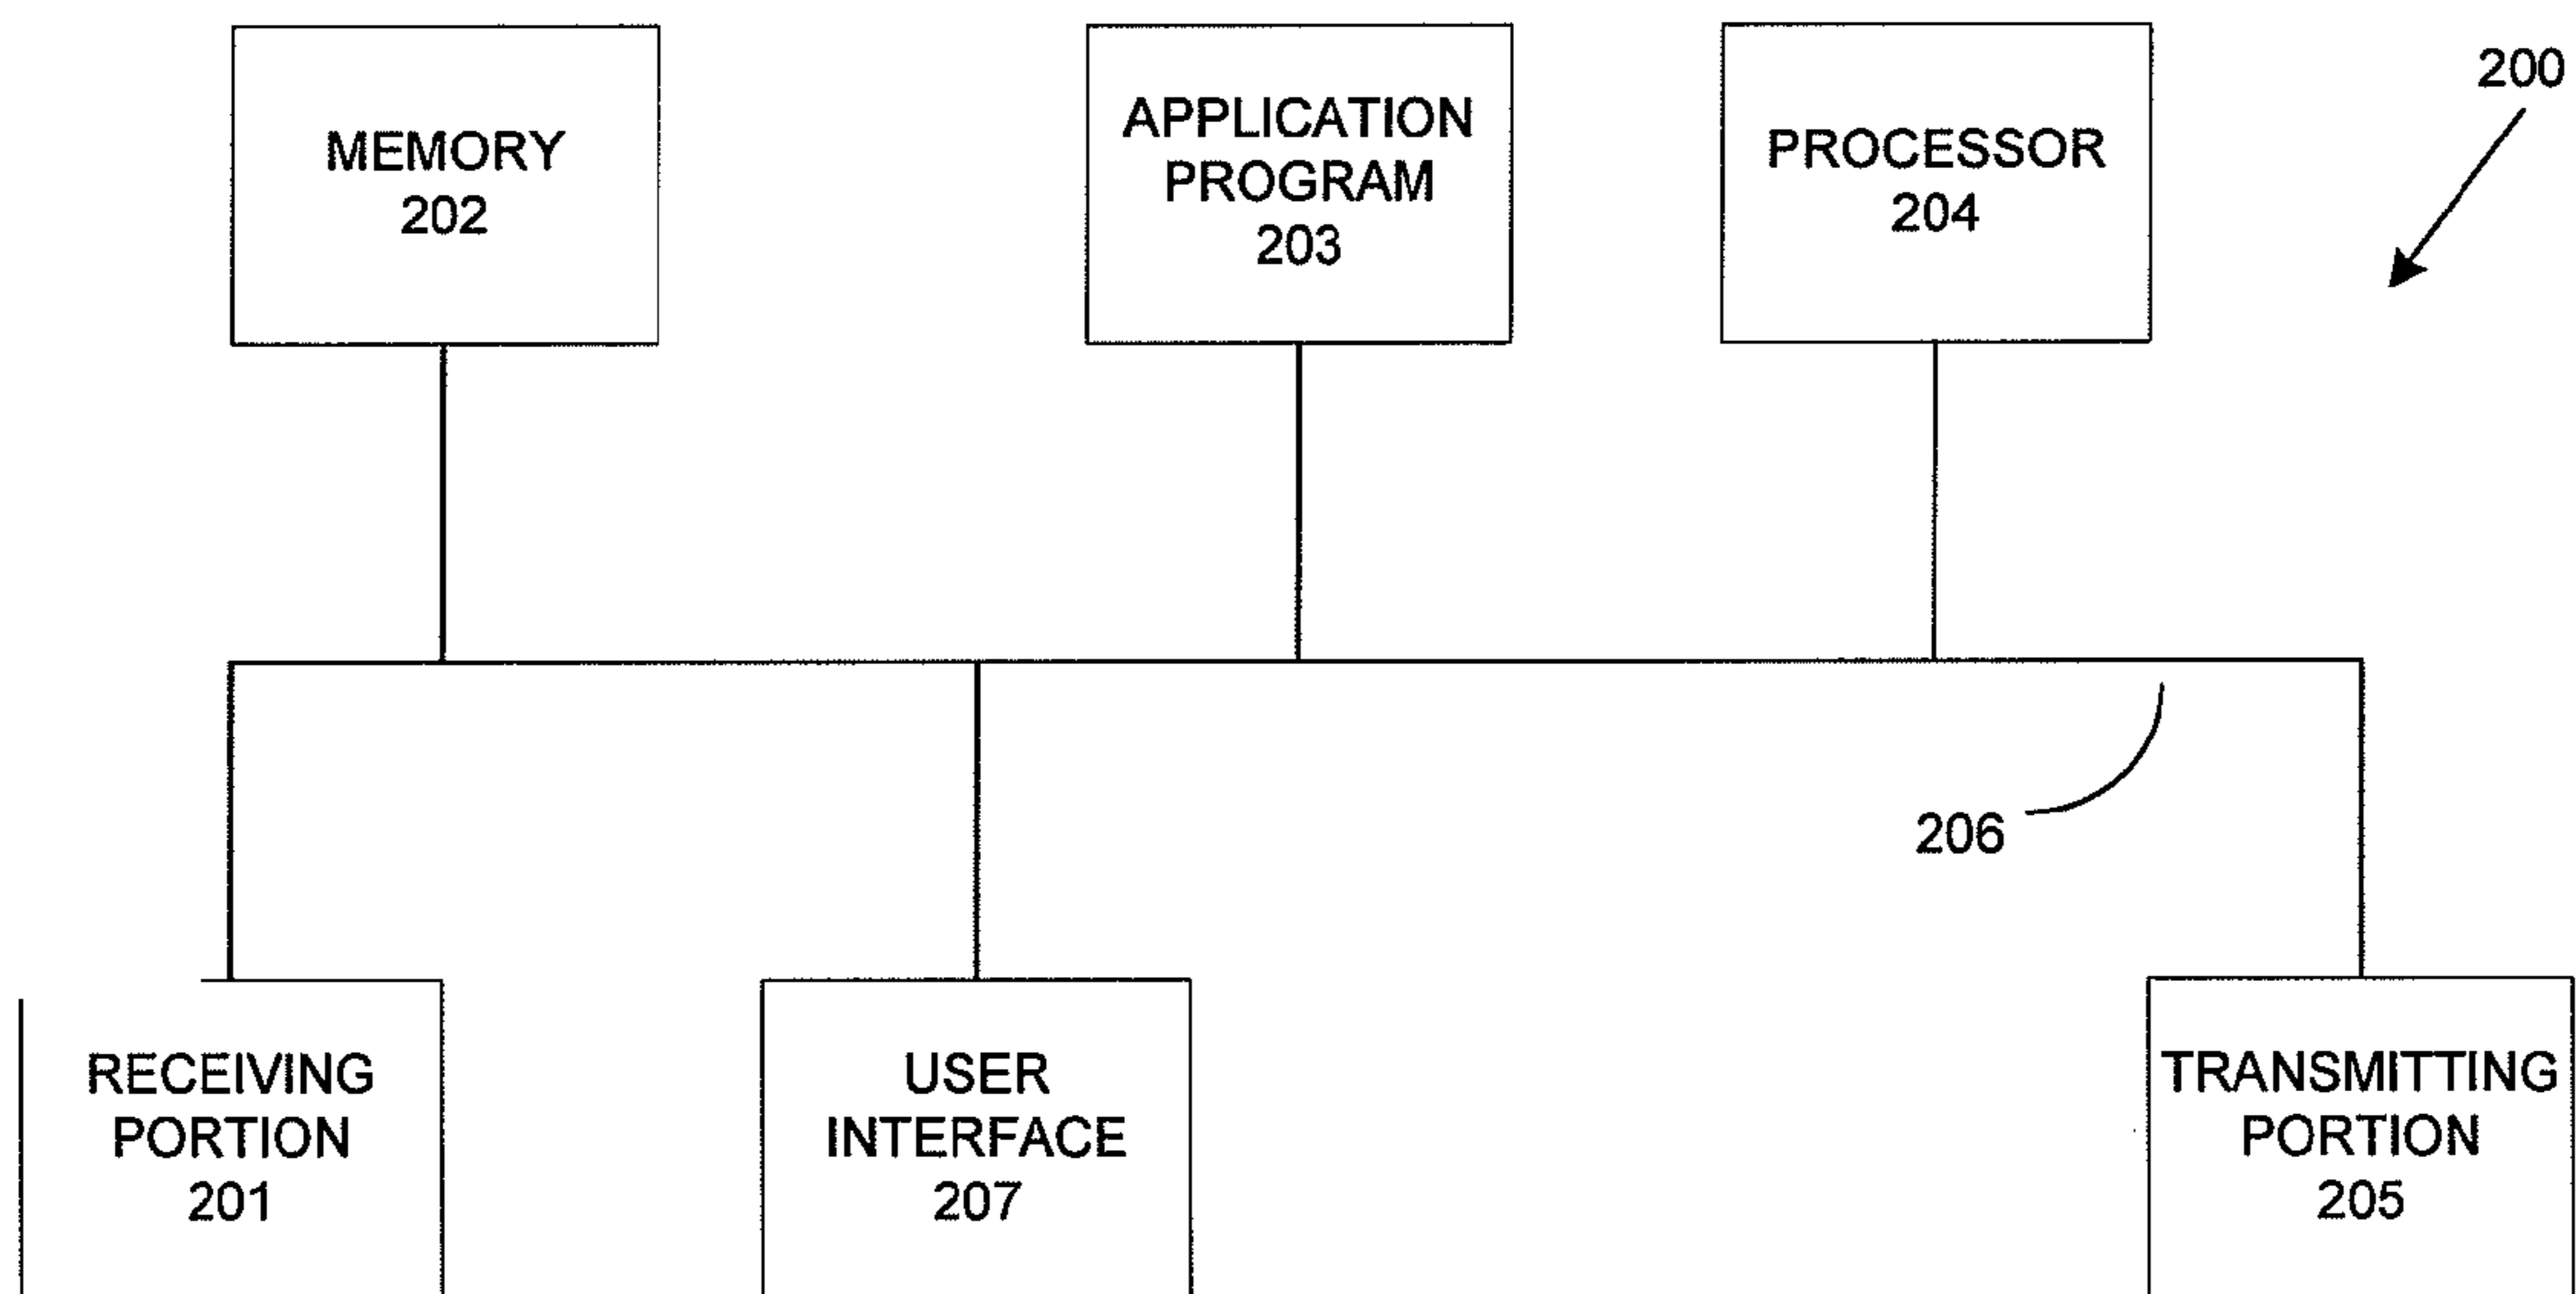 200
MEMORY
202
APPLICATION
PROGRAM
203
PROCESSOR
204
206
RECEIVING
PORTION
201
USER
INTERFACE
207
TRANSMITTING
PORTION
205